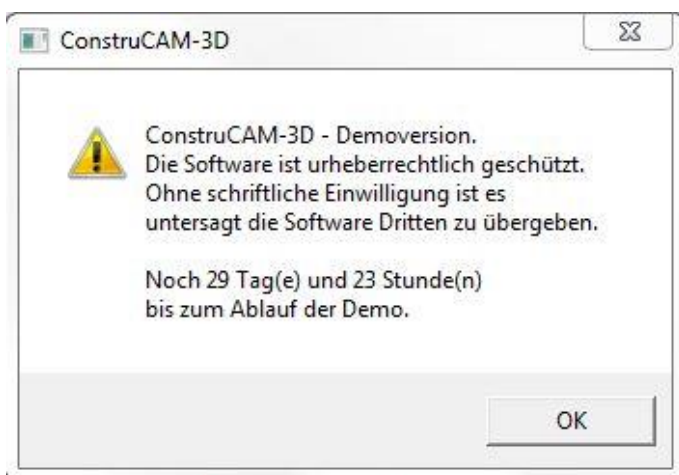 ConstruCAM-3D
ConstruCAM-3D - Demoversion.
Die Software ist urheberrechtlich geschützt.
Ohne schriftliche Einwilligung ist es
untersagt die Software Dritten zu übergeben.
Noch 29 Tag(e) und 23 Stunde(n)
bis zum Ablauf der Demo.
OK